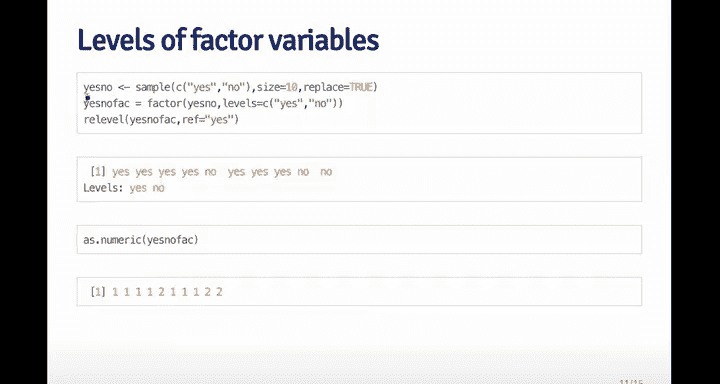 Levels of factor variables
yesno <- sample(c("yes","no"),size=10,replace=TRUE)
yesnofac = factor(yesno,levels=c("yes","no"))
relevel(yesnofac,ref="yes")
[1] yes yes yes yes no  yes yes yes no  no
Levels: yes no
as.numeric(yesnofac)
[1] 1 1 1 1 2 1 1 1 2 2